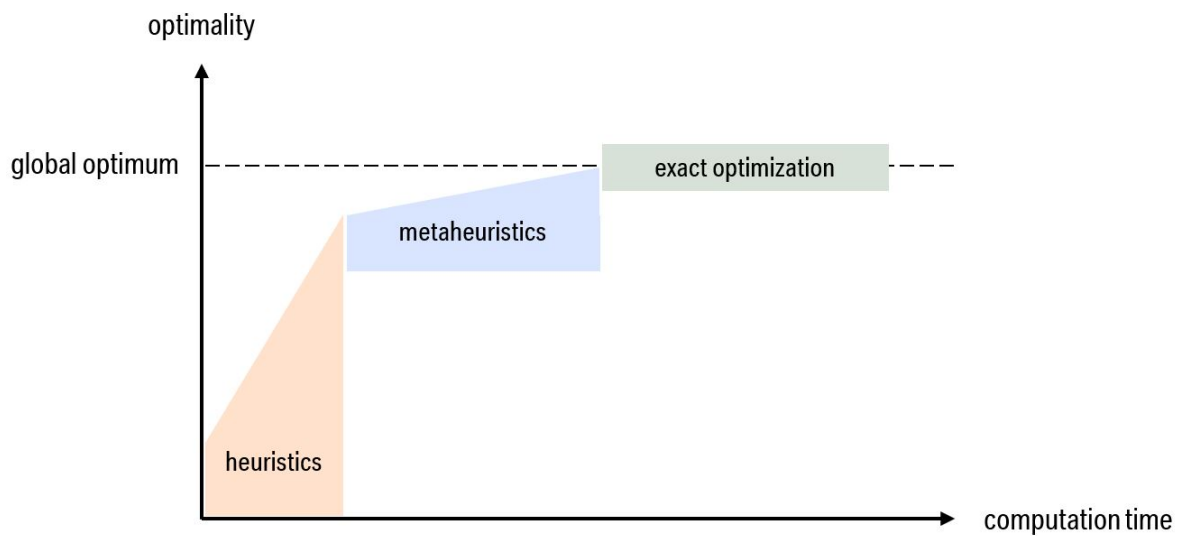 optimality
global optimum
exact optimization
metaheuristics
heuristics
computation time